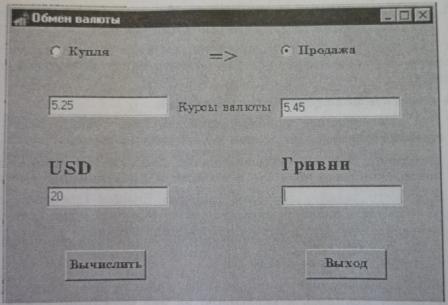 Обмен валюты
Купля => Продажа
5.25 Курсы валюты 5.45
USD Гривни
20
Вычислить Выход